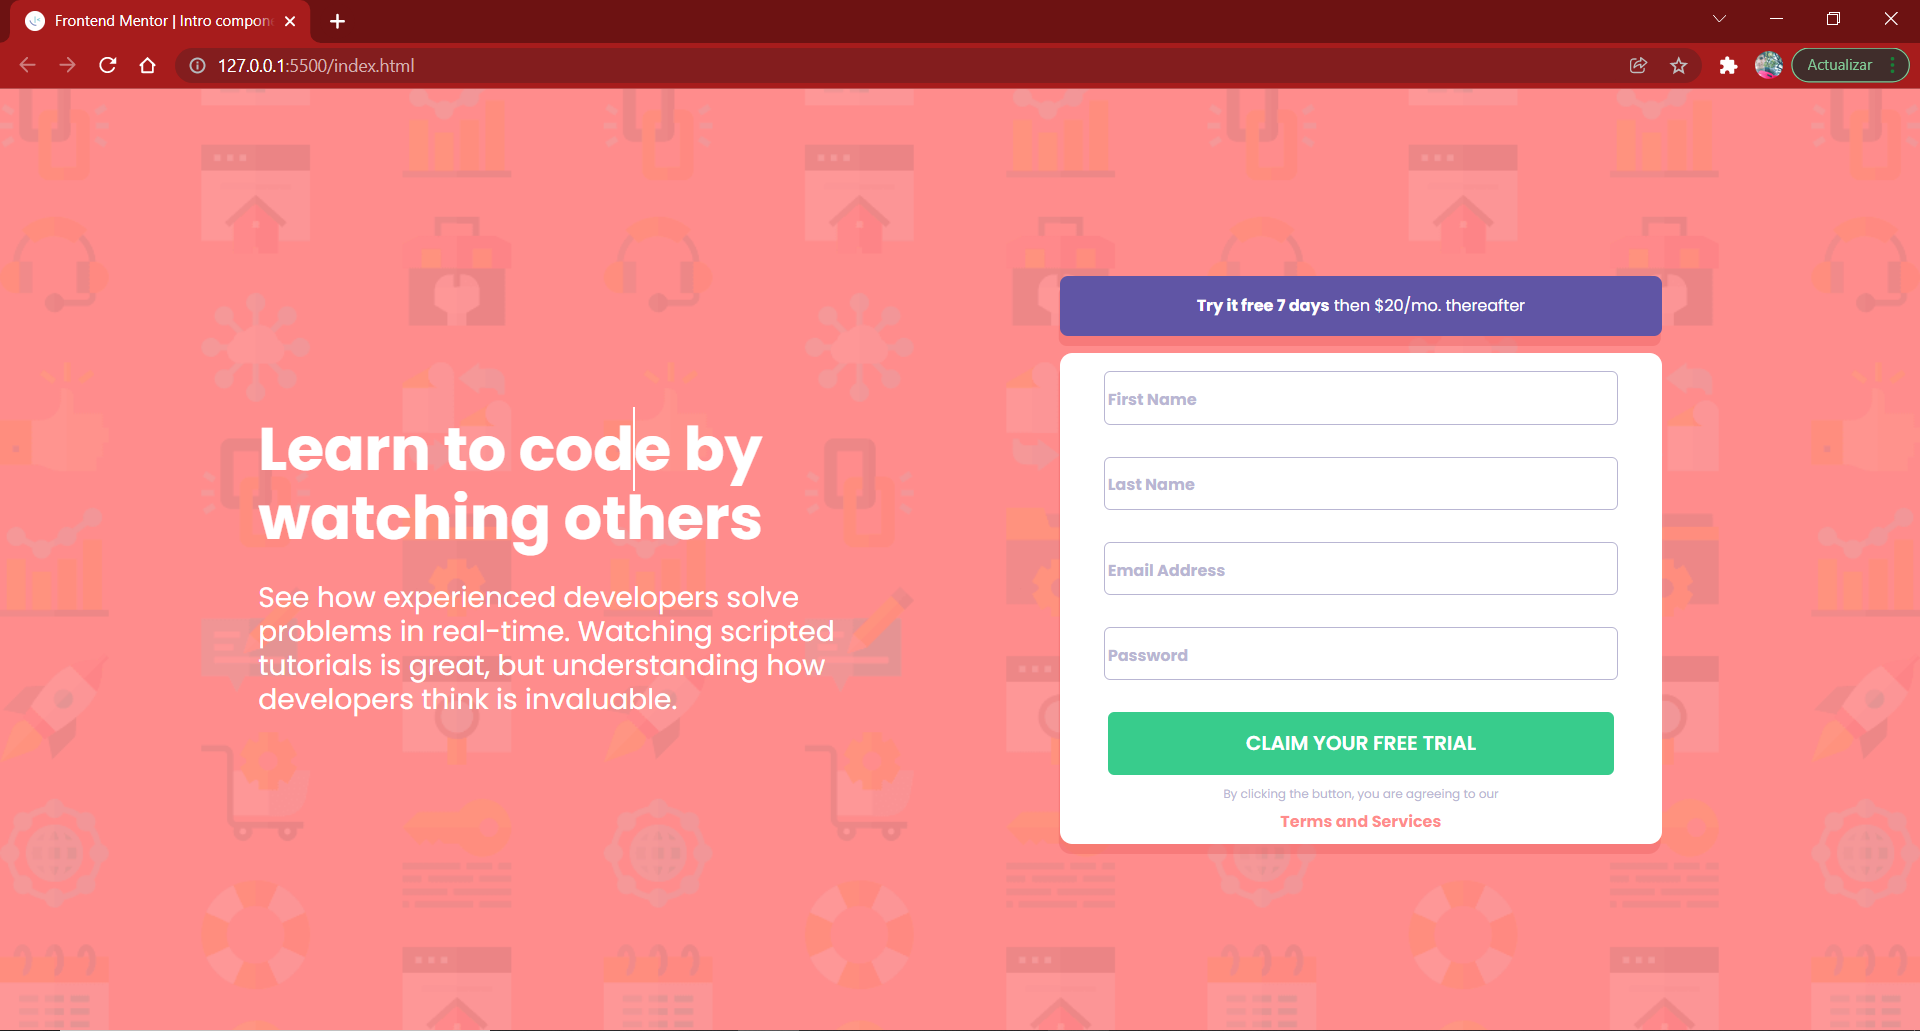 Frontend Mentor | Intro compon
127.0.0.1:5500/index.html
Actualizar
Learn to code by
watching others
See how experienced developers solve
problems in real-time. Watching scripted
tutorials is great, but understanding how
developers think is invaluable.
Try it free 7 days then $20/mo. thereafter
First Name
Last Name
Email Address
Password
CLAIM YOUR FREE TRIAL
By clicking the button, you are agreeing to our
Terms and Services